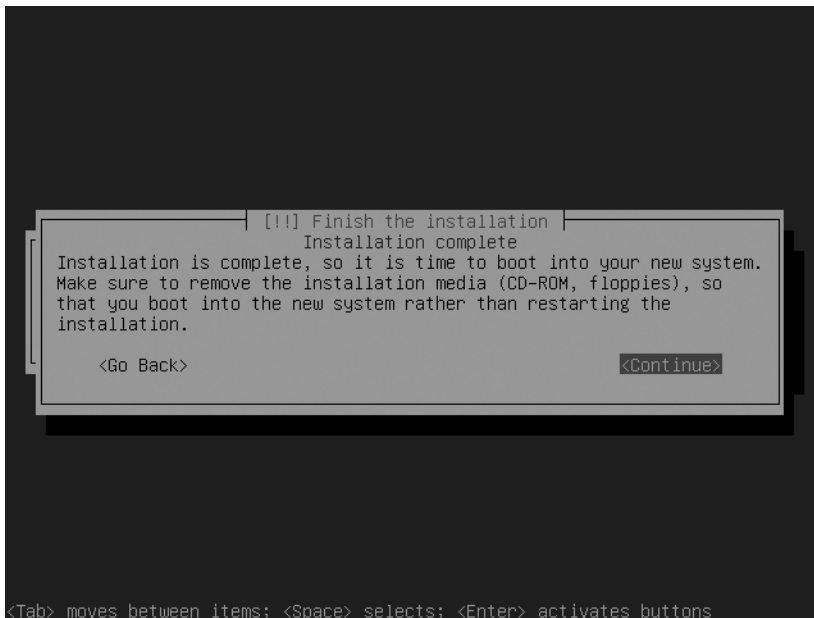 [!!] Finish the installation
Installation complete
Installation is complete, so it is time to boot into your new system.
Make sure to remove the installation media (CD-ROM, floppies), so
that you boot into the new system rather than restarting the
installation.
<Go Back> <Continue>
<Tab> moves between items; <Space> selects; <Enter> activates buttons